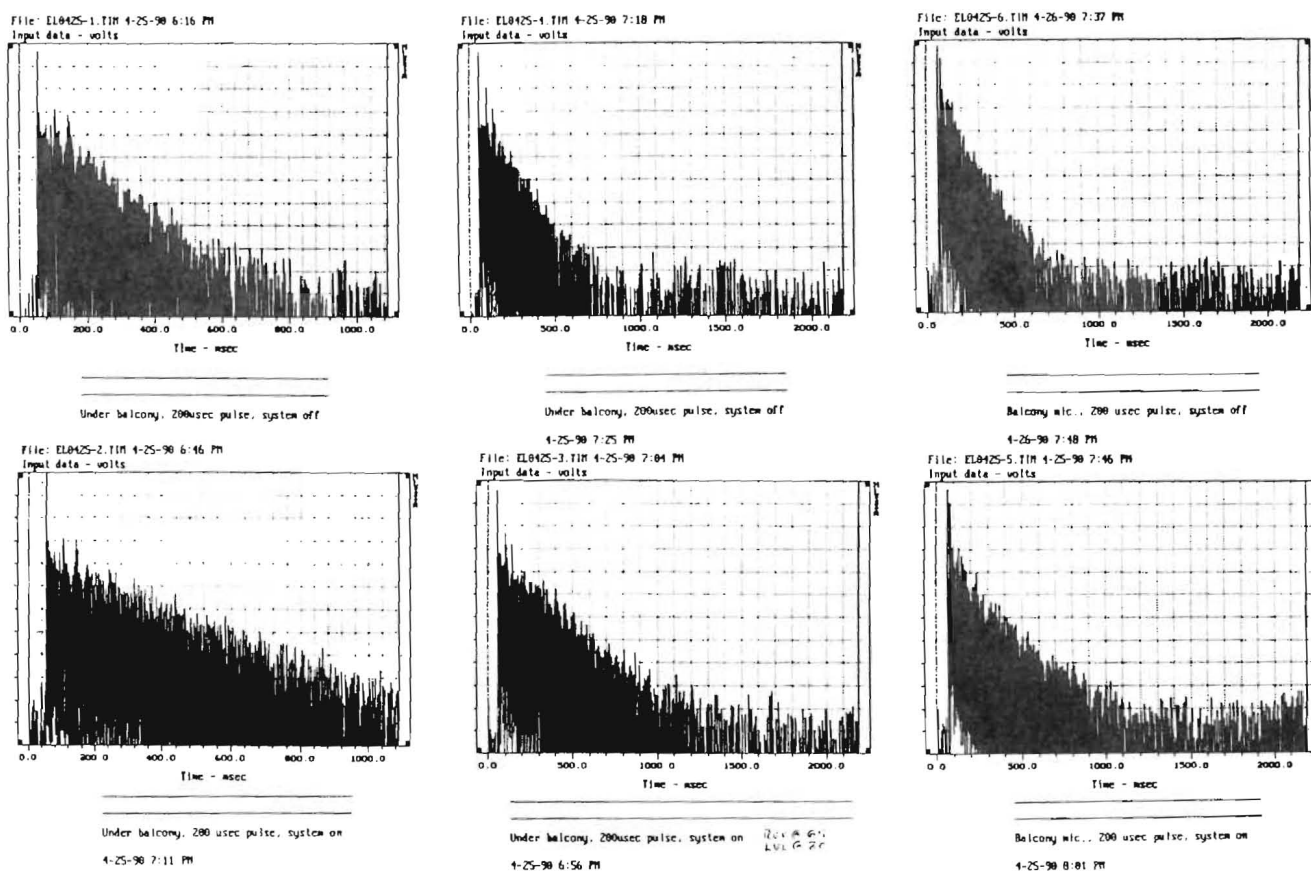 File: EL0425-1.TIM 4-25-90 6:16 PM
Input data - volts
0.0 200.0 400.0 600.0 800.0 1000.0
Time - msec
Under balcony, 200usec pulse, system off
File: EL0425-4.TIM 4-25-90 7:18 PM
Input data - volts
0.0 500.0 1000.0 1500.0 2000.0
Time - msec
Under balcony, 200usec pulse, system off
4-25-90 7:25 PM
File: EL0425-6.TIM 4-26-90 7:37 PM
Input data - volts
0.0 500.0 1000 0 1500.0 2000.0
Time - msec
Balcony mic., 200 usec pulse, system off
4-26-90 7:48 PM
File: EL0425-2.TIM 4-25-90 6:46 PM
Input data - volts
0.0 200 0 400.0 600.0 800.0 1000.0
Time - msec
Under balcony, 200 usec pulse, system on
4-25-90 7:11 PM
File: EL0425-3.TIM 4-25-90 7:04 PM
Input data - volts
0.0 500.0 1000.0 1500.0 2000.0
Time - msec
Under balcony, 200usec pulse, system on
4-25-90 6:56 PM
File: EL0425-5.TIM 4-25-90 7:46 PM
Input data - volts
0 0 500.0 1000.0 1500.0 2000.0
Time - msec
Balcony mic., 200 usec pulse, system on
4-25-90 8:01 PM